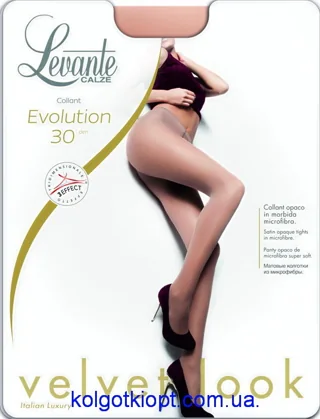 Levante
CALZE
Collant
Evolution
30 den
3EFFECT
Collant opaco
in morbida
microfibra.
Satin opaque tights
in microfibre.
Panty opaco de
microfibra super soft.
Матовые колготки
из микрофибры.
velvet look
Italian Luxury
kolgotkiopt.com.ua.